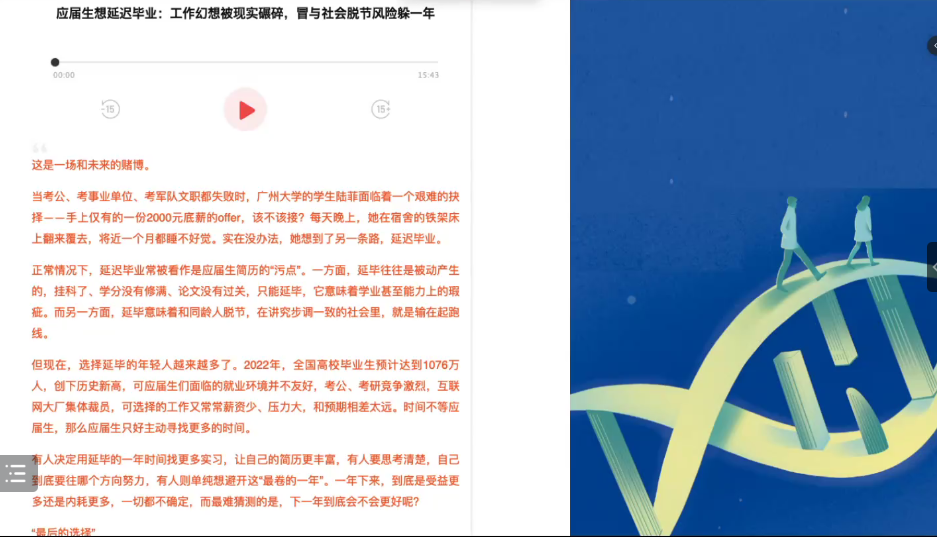 应届生想延迟毕业：工作幻想被现实碾碎，冒与社会脱节风险躲一年
00:00
15:43
15
15
这是一场和未来的赌博。
当考公、考事业单位、考军队文职都失败时，广州大学的学生陆菲面临着一个艰难的抉
择——手上仅有的一份2000元底薪的offer，该不该接？每天晚上，她在宿舍的铁架床
上翻来覆去，将近一个月都睡不好觉。实在没办法，她想到了另一条路，延迟毕业。
正常情况下，延迟毕业常被看作是应届生简历的“污点”。一方面，延毕往往是被动产生
的，挂科了、学分没有修满、论文没有过关，只能延毕，它意味着学业甚至能力上的瑕
疵。而另一方面，延毕意味着和同龄人脱节，在讲究步调一致的社会里，就是输在起跑
线。
但现在，选择延毕的年轻人越来越多了。2022年，全国高校毕业生预计达到1076万
人，创下历史新高，可应届生们面临的就业环境并不友好，考公、考研竞争激烈，互联
网大厂集体裁员，可选择的工作又常常薪资少、压力大，和预期相差太远。时间不等应
届生，那么应届生只好主动寻找更多的时间。
有人决定用延毕的一年时间找更多实习，让自己的简历更丰富，有人要思考清楚，自己
到底要往哪个方向努力，有人则单纯想避开这“最卷的一年”。一年下来，到底是受益更
多还是内耗更多，一切都不确定，而最难猜测的是，下一年到底会不会更好呢？
“最后的选择”